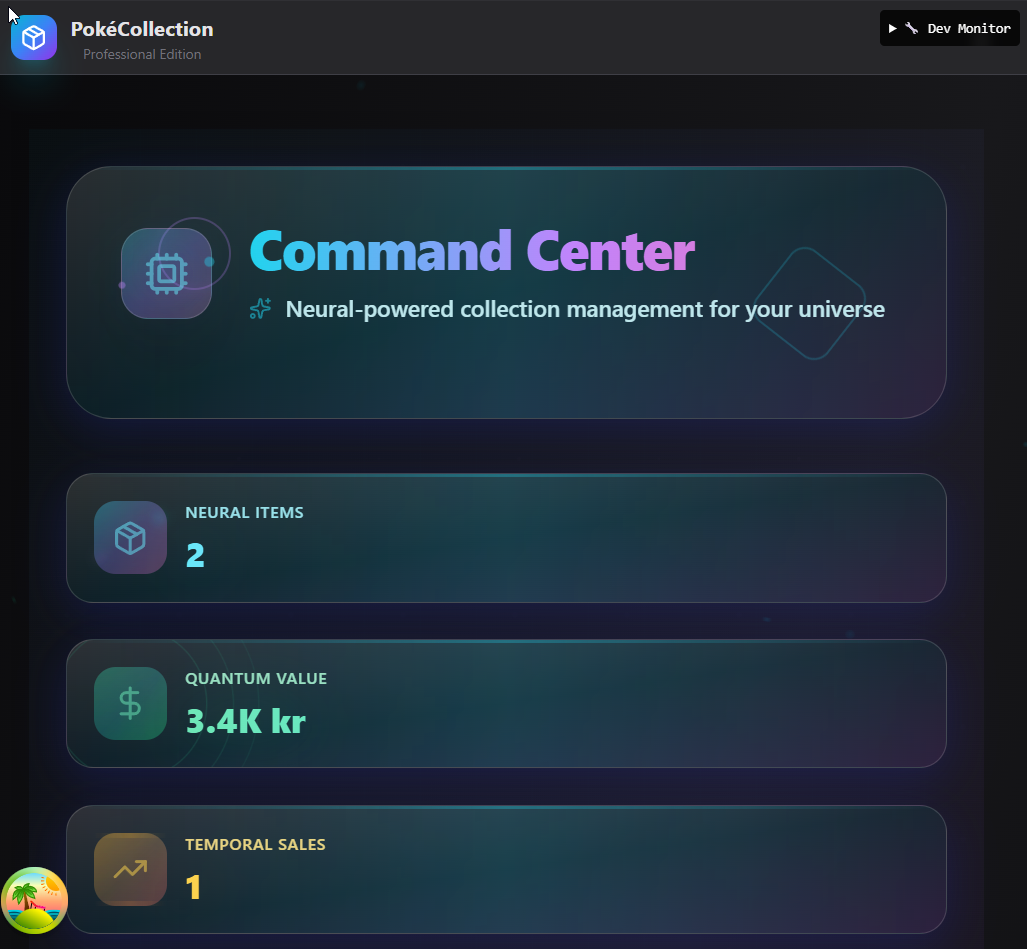 PokéCollection
Professional Edition
Dev Monitor
Command Center
Neural-powered collection management for your universe
NEURAL ITEMS
2
QUANTUM VALUE
3.4K kr
TEMPORAL SALES
1